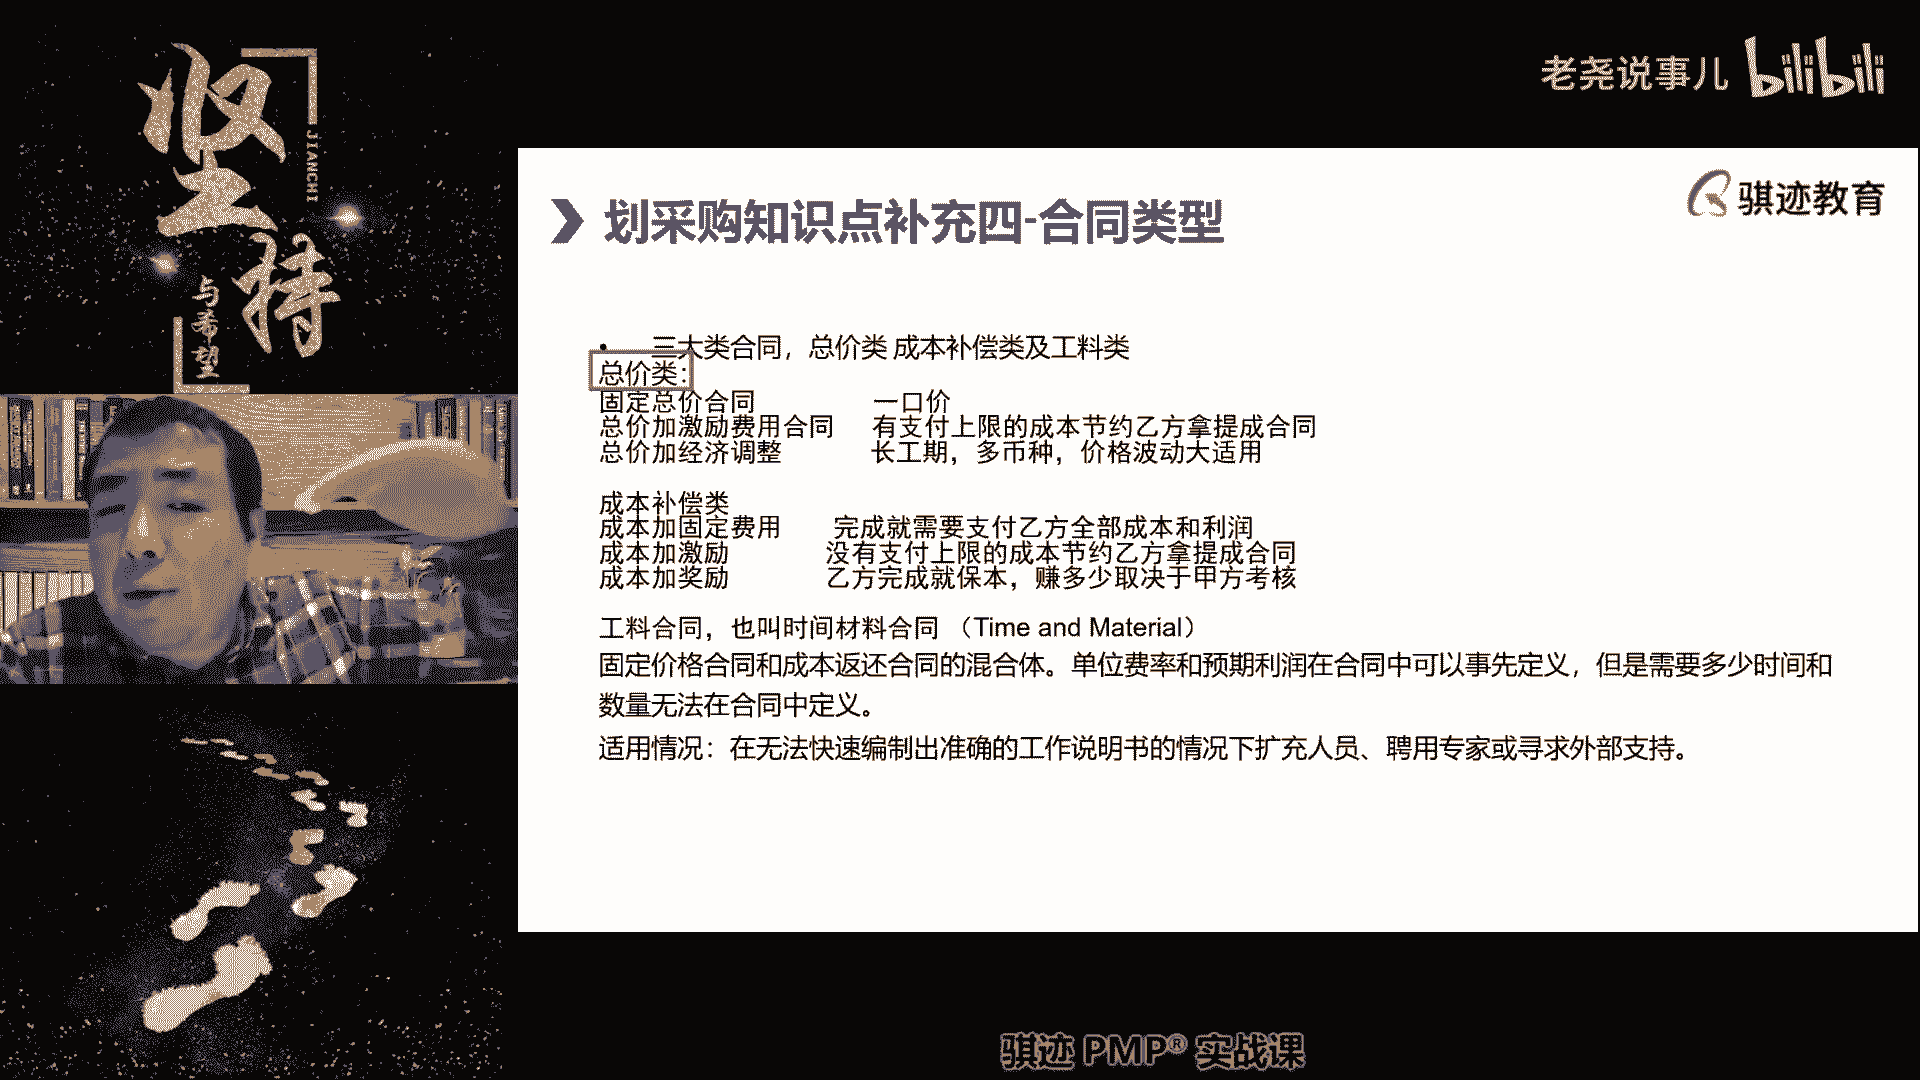 坚持
JIANCHI
与希望
老尧说事儿 bilibili
骐迹教育
划采购知识点补充四-合同类型
• 三大类合同，总价类 成本补偿类及工料类
总价类:
固定总价合同 一口价
总价加激励费用合同 有支付上限的成本节约乙方拿提成合同
总价加经济调整 长工期，多币种，价格波动大适用
成本补偿类
成本加固定费用 完成就需要支付乙方全部成本和利润
成本加激励 没有支付上限的成本节约乙方拿提成合同
成本加奖励 乙方完成就保本，赚多少取决于甲方考核
工料合同，也叫时间材料合同 （Time and Material）
固定价格合同和成本返还合同的混合体。单位费率和预期利润在合同中可以事先定义，但是需要多少时间和
数量无法在合同中定义。
适用情况：在无法快速编制出准确的工作说明书的情况下扩充人员、聘用专家或寻求外部支持。
骐迹 PMP® 实战课